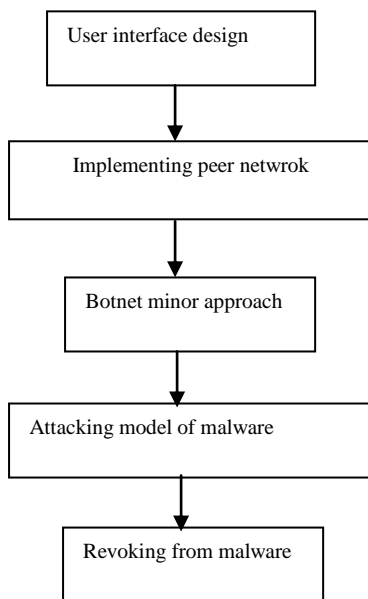 User interface design
Implementing peer netwrok
Botnet minor approach
Attacking model of malware
Revoking from malware